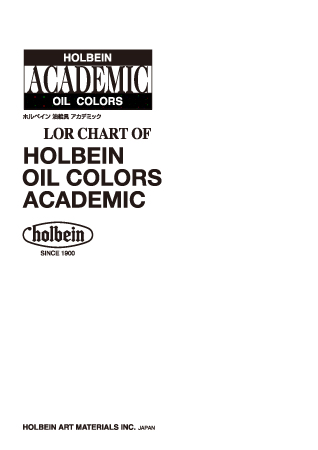 HOLBEIN
ACADEMIC
OIL COLORS
ホルベイン 油絵具 アカデミック
LOR CHART OF
HOLBEIN
OIL COLORS
ACADEMIC
holbein
SINCE 1900
HOLBEIN ART MATERIALS INC. JAPAN